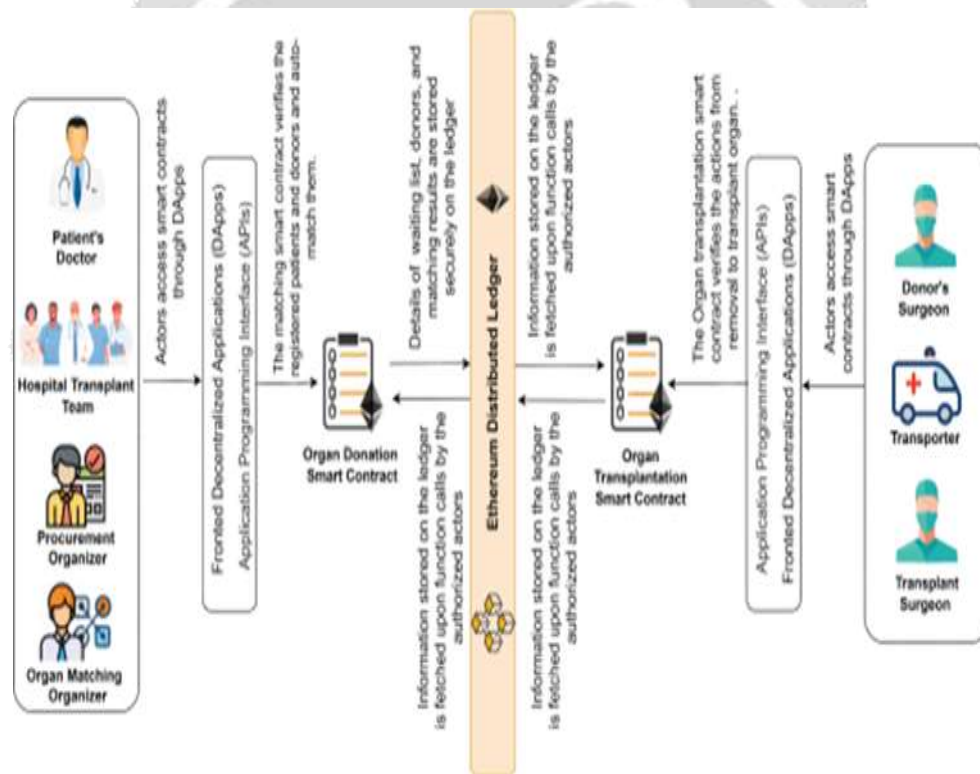 Patient's
Doctor
Hospital Transplant
Team
Procurement
Organizer
Organ Matching
Organizer
Actors access smart contracts
through DApps
Fronted Decentralized Applications (DApps)
Application Programming Interface (APIs)
The matching smart contract verifies the
registered patients and donors and auto-
match them.
Organ Donation
Smart Contract
Details of waiting list, donors, and
matching results are stored
securely on the ledger
Information stored on the ledger
is fetched upon function calls by the
authorized actors
Ethereum Distributed Ledger
Information stored on the ledger
is fetched upon function calls by the
authorized actors
Information stored on the ledger
is fetched upon function calls by the
authorized actors
Organ
Transplantation
Smart Contract
The Organ transplantation smart
contract verifies the actions from
removal to transplant organ. .
Application Programming Interface (APIs)
Fronted Decentralized Applications (DApps)
Actors access smart
contracts through DApps
Donor's
Surgeon
Transporter
Transplant
Surgeon